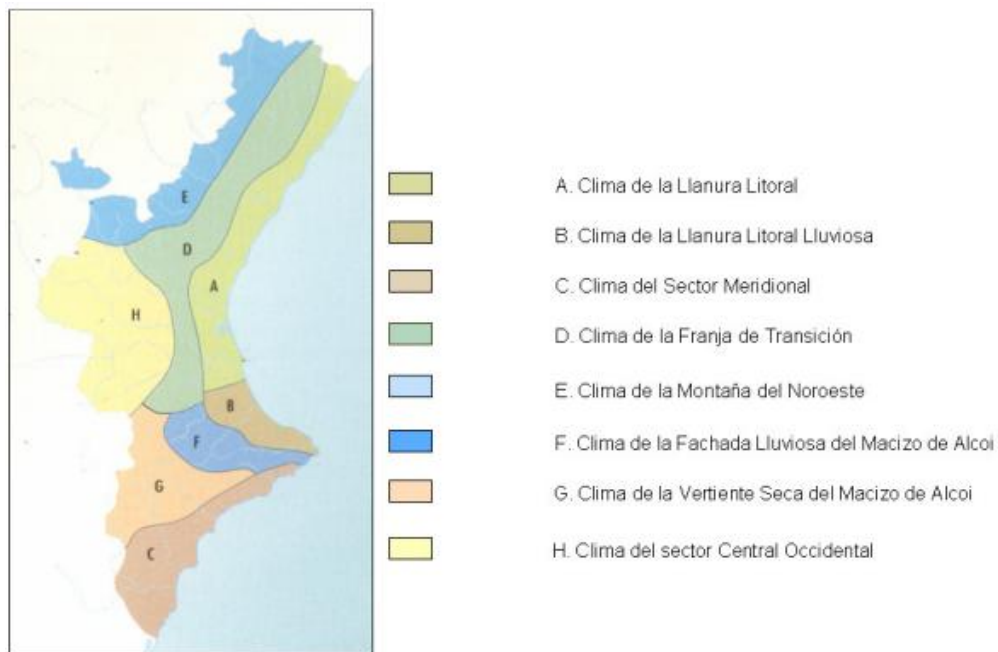 E
D
A
H
B
F
G
C
A. Clima de la Llanura Litoral
B. Clima de la Llanura Litoral Lluviosa
C. Clima del Sector Meridional
D. Clima de la Franja de Transición
E. Clima de la Montaña del Noroeste
F. Clima de la Fachada Lluviosa del Macizo de Alcoi
G. Clima de la Vertiente Seca del Macizo de Alcoi
H. Clima del sector Central Occidental